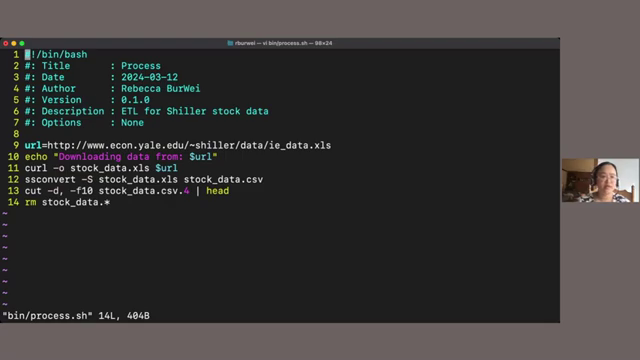 rburwei — vi bin/process.sh — 98×24
1 #!/bin/bash
2 #: Title : Process
3 #: Date : 2024-03-12
4 #: Author : Rebecca BurWei
5 #: Version : 0.1.0
6 #: Description : ETL for Shiller stock data
7 #: Options : None
8
9 url=http://www.econ.yale.edu/~shiller/data/ie_data.xls
10 echo "Downloading data from: $url"
11 curl -o stock_data.xls $url
12 ssconvert -S stock_data.xls stock_data.csv
13 cut -d, -f10 stock_data.csv.4 | head
14 rm stock_data.*
~
~
~
~
~
~
~
~
~
"bin/process.sh" 14L, 404B